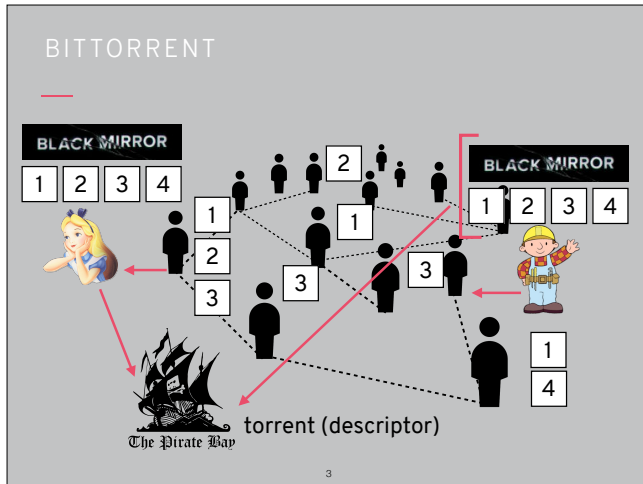 BITTORRENT
BLACK MIRROR
1 2 3 4
BLACK MIRROR
1 2 3 4
2
1
1
2
3
3
3
1
4
The Pirate Bay
torrent (descriptor)
3